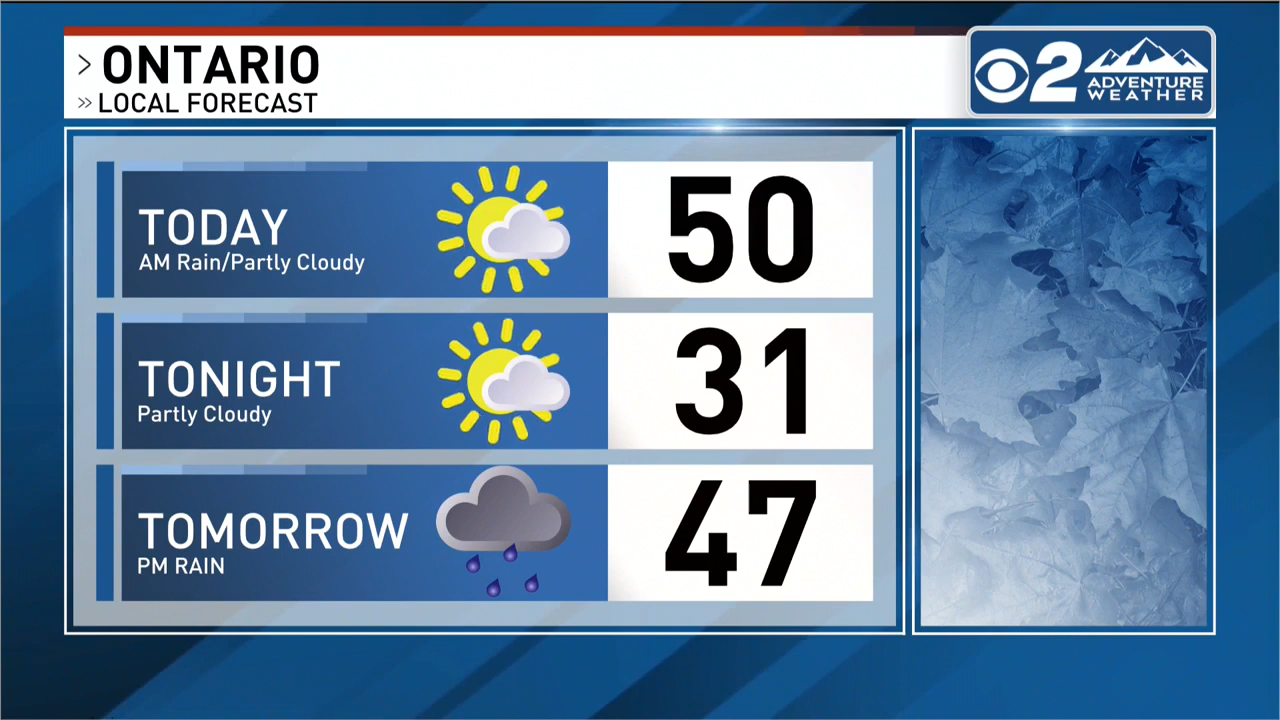 > ONTARIO
» LOCAL FORECAST
2 ADVENTURE
WEATHER
TODAY
AM Rain/Partly Cloudy
50
TONIGHT
Partly Cloudy
31
TOMORROW
PM RAIN
47